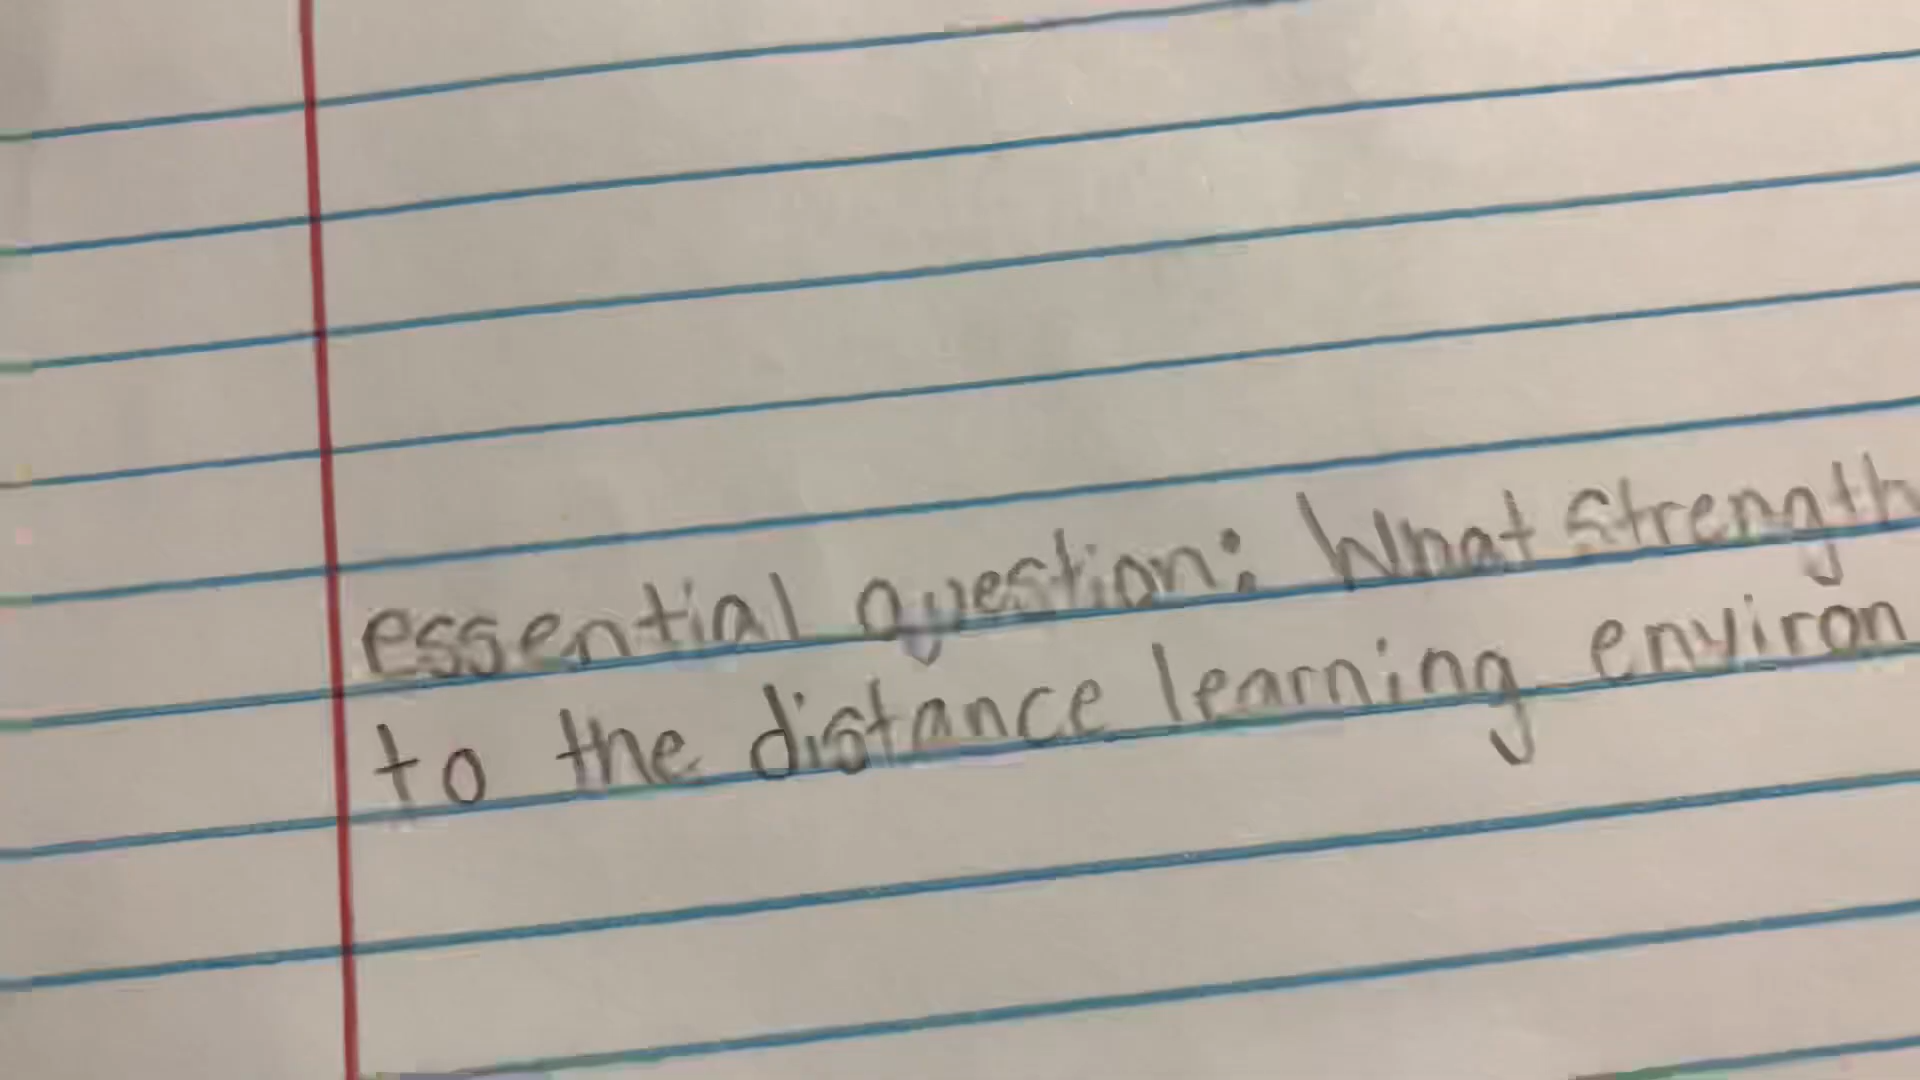 essential question: What strength
to the distance learning environ